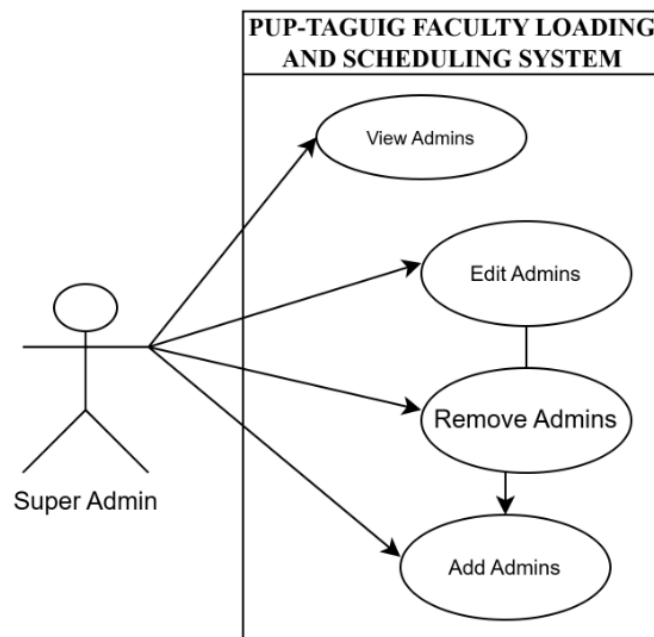 PUP-TAGUIG FACULTY LOADING
AND SCHEDULING SYSTEM
View Admins
Edit Admins
Remove Admins
Super Admin
Add Admins